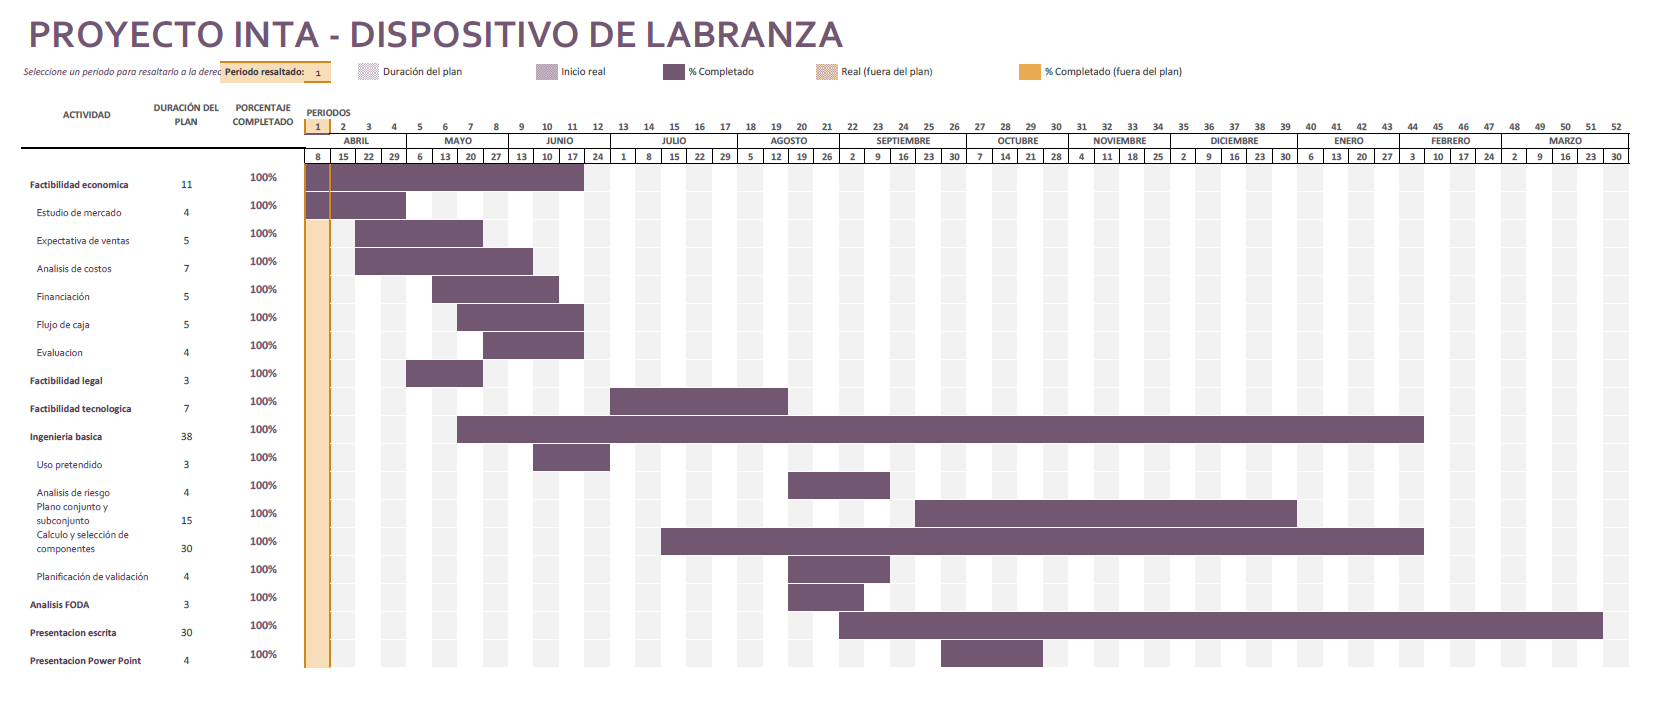 PROYECTO INTA - DISPOSITIVO DE LABRANZA
Seleccione un periodo para resaltarlo a la derec Periodo resaltado: 1 Duración del plan Inicio real % Completado Real (fuera del plan) % Completado (fuera del plan)
ACTIVIDAD DURACIÓN DEL PLAN PORCENTAJE COMPLETADO PERIODOS
1 2 3 4 5 6 7 8 9 10 11 12 13 14 15 16 17 18 19 20 21 22 23 24 25 26 27 28 29 30 31 32 33 34 35 36 37 38 39 40 41 42 43 44 45 46 47 48 49 50 51 52
ABRIL MAYO JUNIO JULIO AGOSTO SEPTIEMBRE OCTUBRE NOVIEMBRE DICIEMBRE ENERO FEBRERO MARZO
8 15 22 29 6 13 20 27 13 10 17 24 1 8 15 22 29 5 12 19 26 2 9 16 23 30 7 14 21 28 4 11 18 25 2 9 16 23 30 6 13 20 27 3 10 17 24 2 9 16 23 30
Factibilidad economica 11 100%
Estudio de mercado 4 100%
Expectativa de ventas 5 100%
Analisis de costos 7 100%
Financiación 5 100%
Flujo de caja 5 100%
Evaluacion 4 100%
Factibilidad legal 3 100%
Factibilidad tecnologica 7 100%
Ingenieria basica 38 100%
Uso pretendido 3 100%
Analisis de riesgo 4 100%
Plano conjunto y
subconjunto 15 100%
Calculo y selección de
componentes 30 100%
Planificación de validación 4 100%
Analisis FODA 3 100%
Presentacion escrita 30 100%
Presentacion Power Point 4 100%